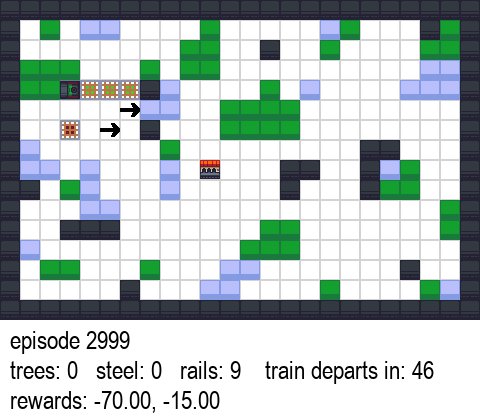 episode 2999
trees: 0 steel: 0 rails: 9 train departs in: 46
rewards: -70.00, -15.00